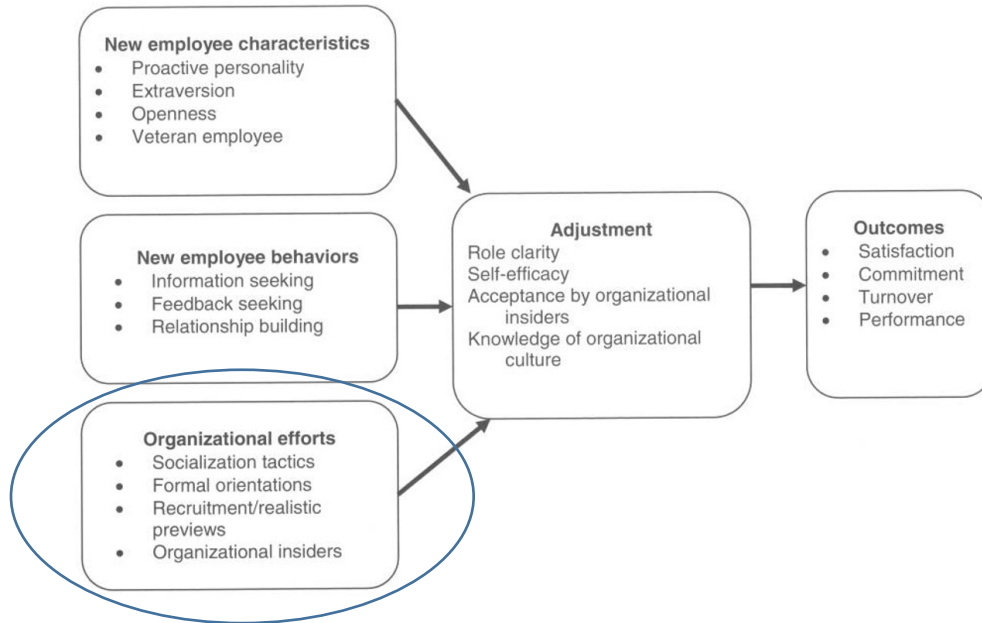 New employee characteristics
• Proactive personality
• Extraversion
• Openness
• Veteran employee
New employee behaviors
• Information seeking
• Feedback seeking
• Relationship building
Organizational efforts
• Socialization tactics
• Formal orientations
• Recruitment/realistic
previews
• Organizational insiders
Adjustment
Role clarity
Self-efficacy
Acceptance by organizational
insiders
Knowledge of organizational
culture
Outcomes
• Satisfaction
• Commitment
• Turnover
• Performance